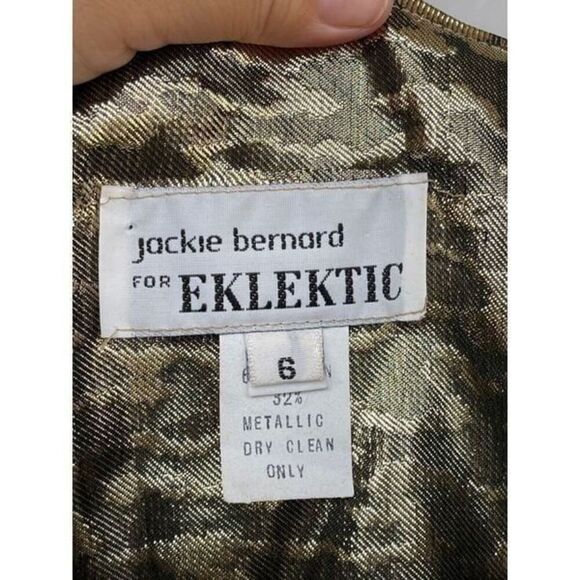 jackie bernard
FOR EKLEKTIC
6
32%
METALLIC
DRY CLEAN
ONLY